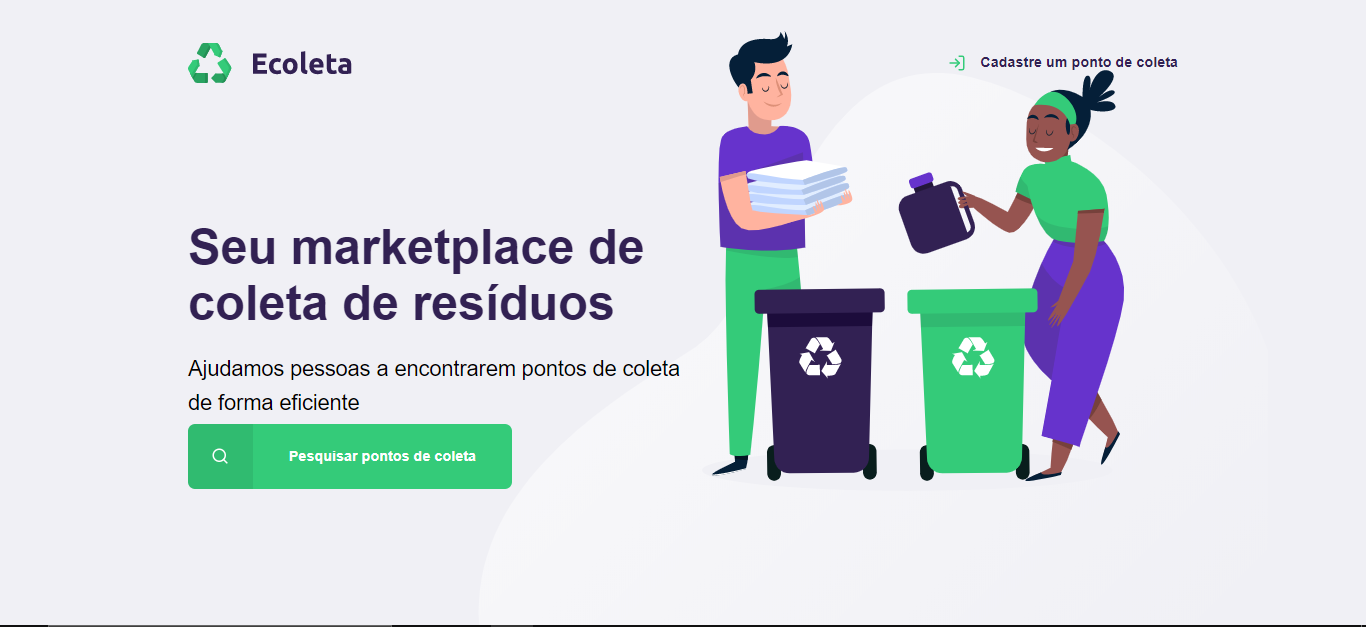 Ecoleta
Cadastre um ponto de coleta
Seu marketplace de
coleta de resíduos
Ajudamos pessoas a encontrarem pontos de coleta
de forma eficiente
Pesquisar pontos de coleta